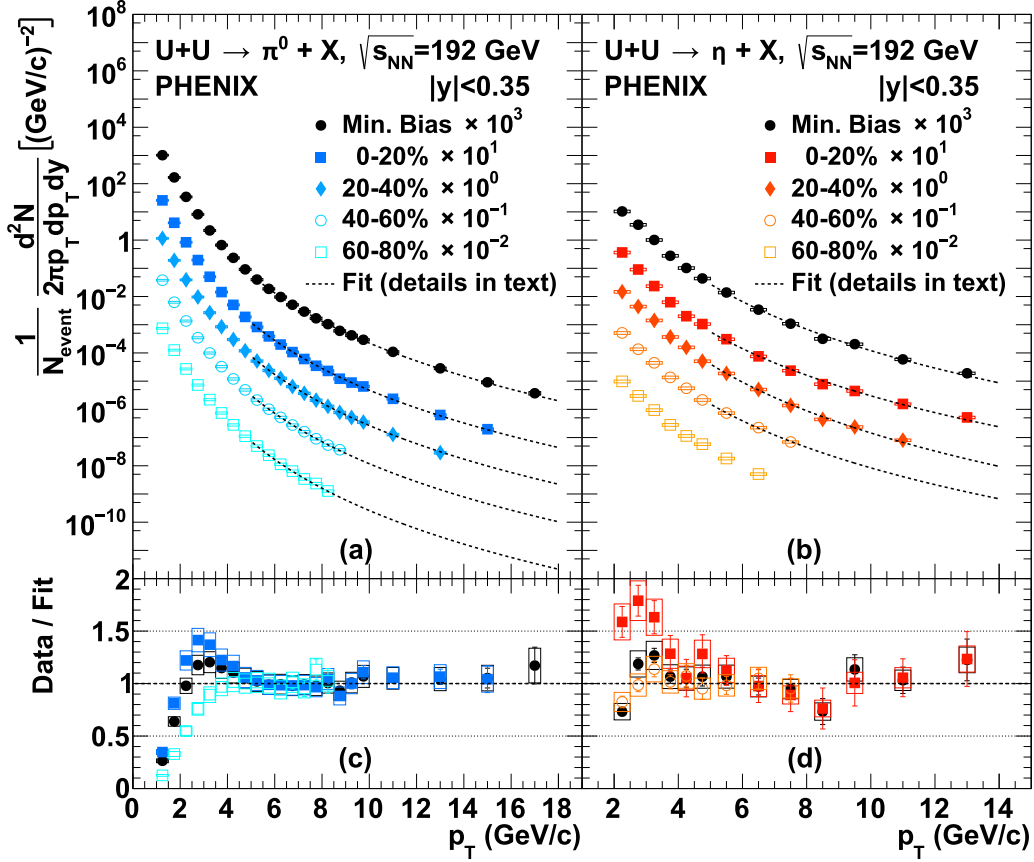 1/N_event d²N/2πp_T dp_T dy [(GeV/c)⁻²]
10⁸
10⁶
10⁴
10²
1
10⁻²
10⁻⁴
10⁻⁶
10⁻⁸
10⁻¹⁰
U+U → π⁰ + X, √s_NN=192 GeV
PHENIX |y|<0.35
Min. Bias × 10³
0-20% × 10¹
20-40% × 10⁰
40-60% × 10⁻¹
60-80% × 10⁻²
Fit (details in text)
(a)
U+U → η + X, √s_NN=192 GeV
PHENIX |y|<0.35
Min. Bias × 10³
0-20% × 10¹
20-40% × 10⁰
40-60% × 10⁻¹
60-80% × 10⁻²
Fit (details in text)
(b)
Data / Fit
2
1.5
1
0.5
0
(c)
(d)
0 2 4 6 8 10 12 14 16 18
2 4 6 8 10 12 14
p_T (GeV/c)
p_T (GeV/c)